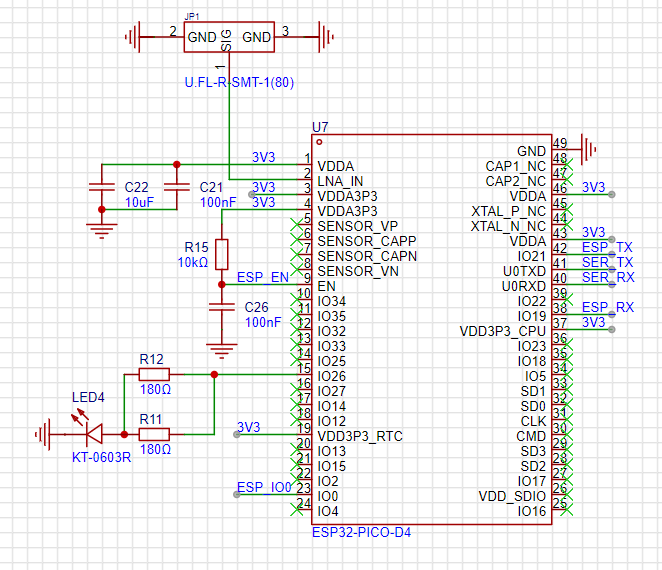 JP1
2 GND SIG GND 3
1
U.FL-R-SMT-1(80)
U7
3V3 1 VDDA
2 LNA_IN
3V3 3 VDDA3P3
3V3 4 VDDA3P3
5 SENSOR_VP
6 SENSOR_CAPP
7 SENSOR_CAPN
8 SENSOR_VN
ESP_EN 9 EN
10 IO34
11 IO35
12 IO32
13 IO33
14 IO25
15 IO26
16 IO27
17 IO14
18 IO12
3V3 19 VDD3P3_RTC
20 IO13
21 IO15
22 IO2
ESP_IO0 23 IO0
24 IO4
GND 49
CAP1_NC 48
CAP2_NC 47
VDDA 46 3V3
XTAL_P_NC 45
XTAL_N_NC 44
VDDA 43 3V3
IO21 42 ESP_TX
U0TXD 41 SER_TX
U0RXD 40 SER_RX
IO22 39
IO19 38 ESP_RX
VDD3P3_CPU 37 3V3
IO23 36
IO18 35
IO5 34
SD1 33
SD0 32
CLK 31
CMD 30
SD3 29
SD2 28
IO17 27
VDD_SDIO 26
IO16 25
ESP32-PICO-D4
C22
10uF
C21
100nF
R15
10kΩ
C26
100nF
R12
180Ω
LED4
R11
180Ω
KT-0603R